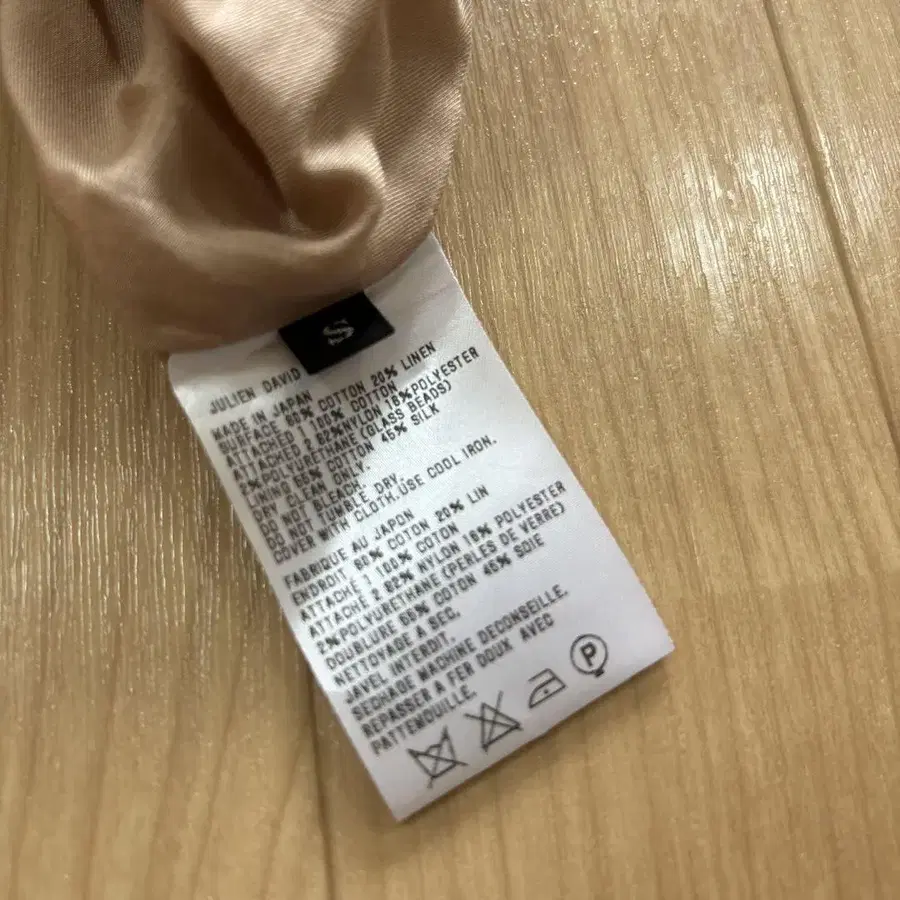 S
JULIEN DAVID
MADE IN JAPAN
SURFACE 80% COTTON 20% LINEN
ATTACHED 1 100% COTTON
ATTACHED 2 82%NYLON 16%POLYESTER
2%POLYURETHANE(GLASS BEADS)
LINING 55% COTTON 45% SILK
DRY CLEAN ONLY.
DO NOT BLEACH.
DO NOT TUMBLE DRY.
COVER WITH CLOTH.USE COOL IRON.
FABRIQUE AU JAPON
ENDROIT 80% COTON 20% LIN
ATTACHÉ 1 100% COTON
ATTACHÉ 2 82% NYLON 16% POLYESTER
2%POLYURETHANE(PERLES DE VERRE)
DOUBLURE 55% COTON 45% SOIE
NETTOYAGE A SEC.
JAVEL INTERDIT.
SECHAGE MACHINE DECONSEILLE.
REPASSER A FER DOUX AVEC
PATTEMOUILLE.
P